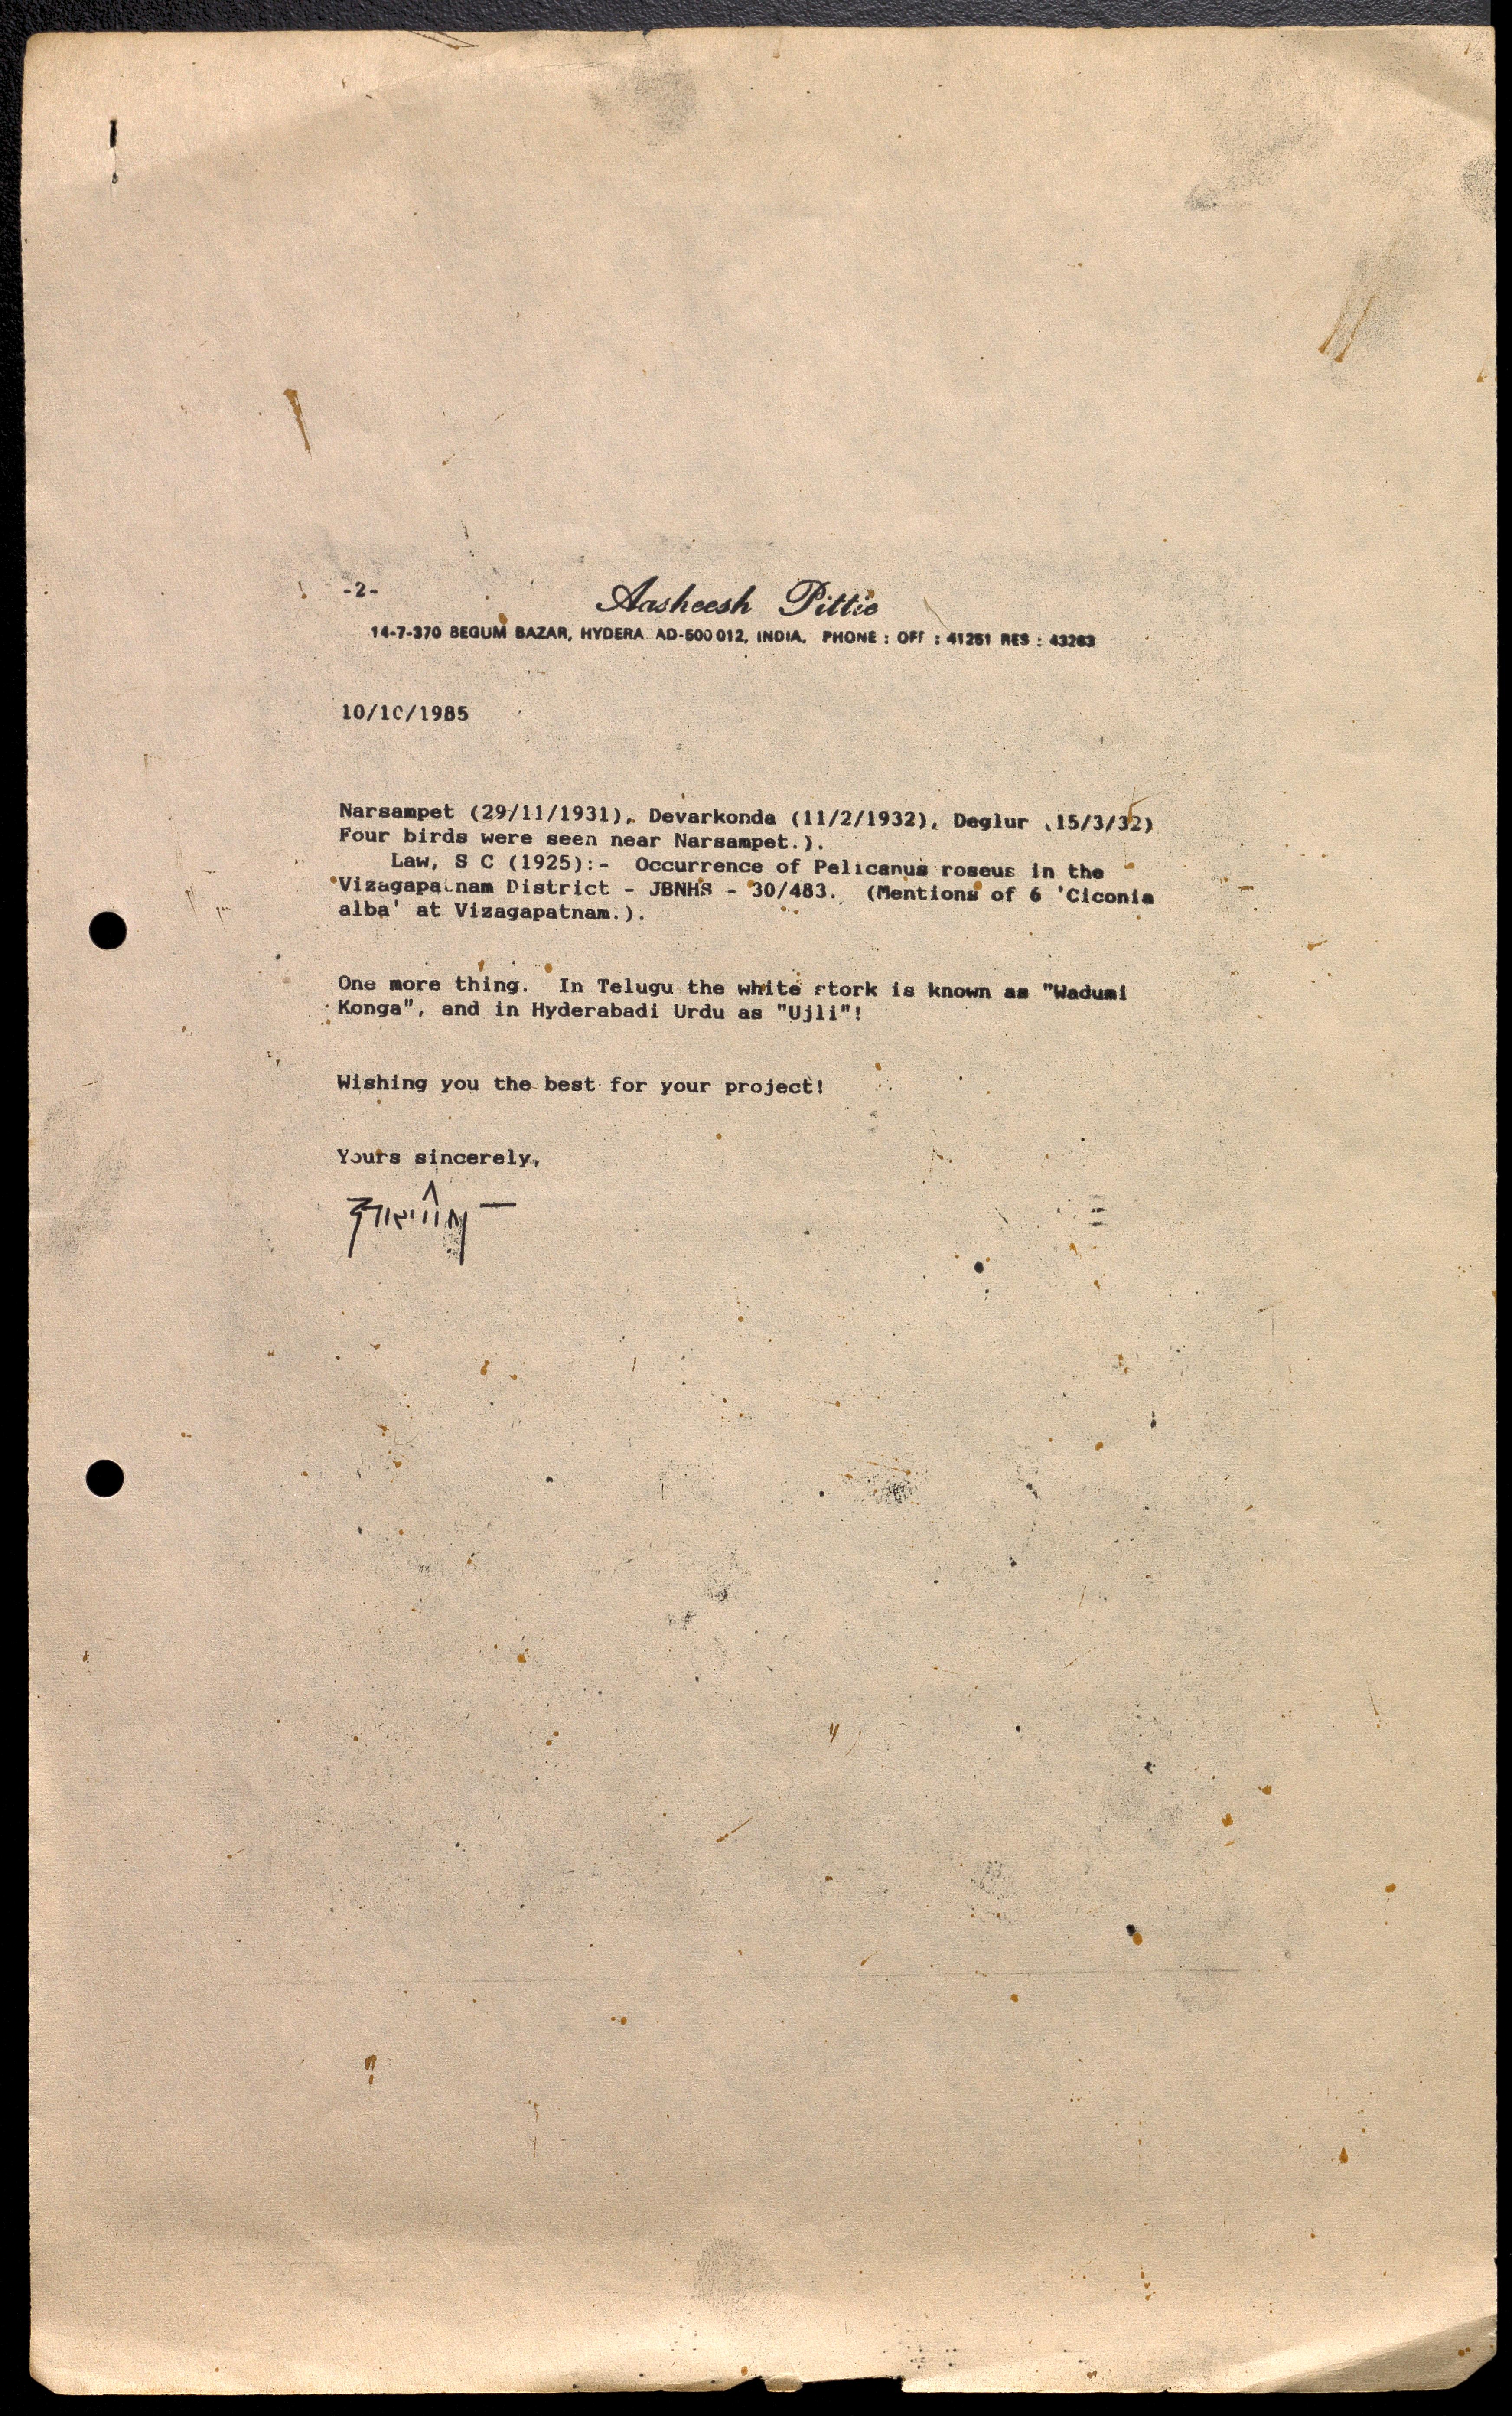 -2-
Aasheesh Pittie
14-7-370 BEGUM BAZAR, HYDERA AD-500 012, INDIA. PHONE : OFF : 41261 RES : 43263
10/10/1985
Narsampet (29/11/1931), Devarkonda (11/2/1932), Deglur (15/3/32)
Four birds were seen near Narsampet.).
Law, S C (1925):- Occurrence of Pelicanus roseus in the
Vizagapatnam District - JBNHS - 30/483. (Mentions of 6 'Ciconia
alba' at Vizagapatnam.).
One more thing. In Telugu the white stork is known as "Wadumi
Konga", and in Hyderabadi Urdu as "Ujli"!
Wishing you the best for your project!
Yours sincerely,